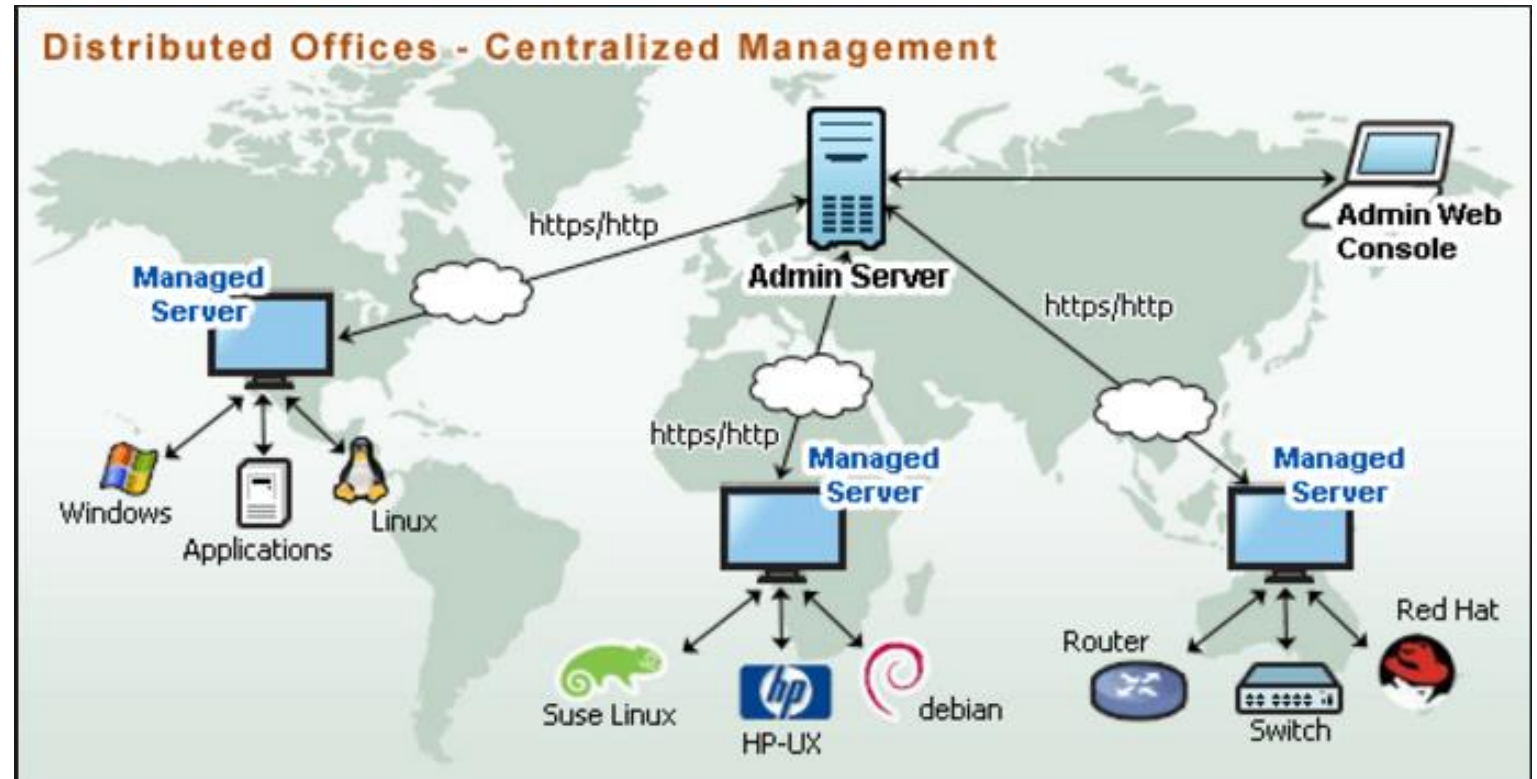 Distributed Offices - Centralized Management
https/http
Admin Server
Admin Web
Console
Managed
Server
https/http
https/http
Windows
Applications
Linux
Managed
Server
Managed
Server
Suse Linux
hp
HP-UX
debian
Router
Switch
Red Hat